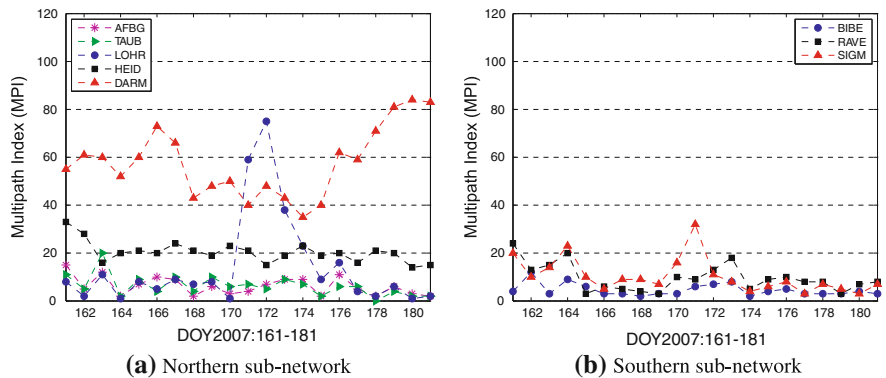 120
100
80
60
40
20
0
Multipath Index (MPI)
AFBG
TAUB
LOHR
HEID
DARM
162 164 166 168 170 172 174 176 178 180
DOY2007:161-181
(a) Northern sub-network
120
100
80
60
40
20
0
Multipath Index (MPI)
BIBE
RAVE
SIGM
162 164 166 168 170 172 174 176 178 180
DOY2007:161-181
(b) Southern sub-network